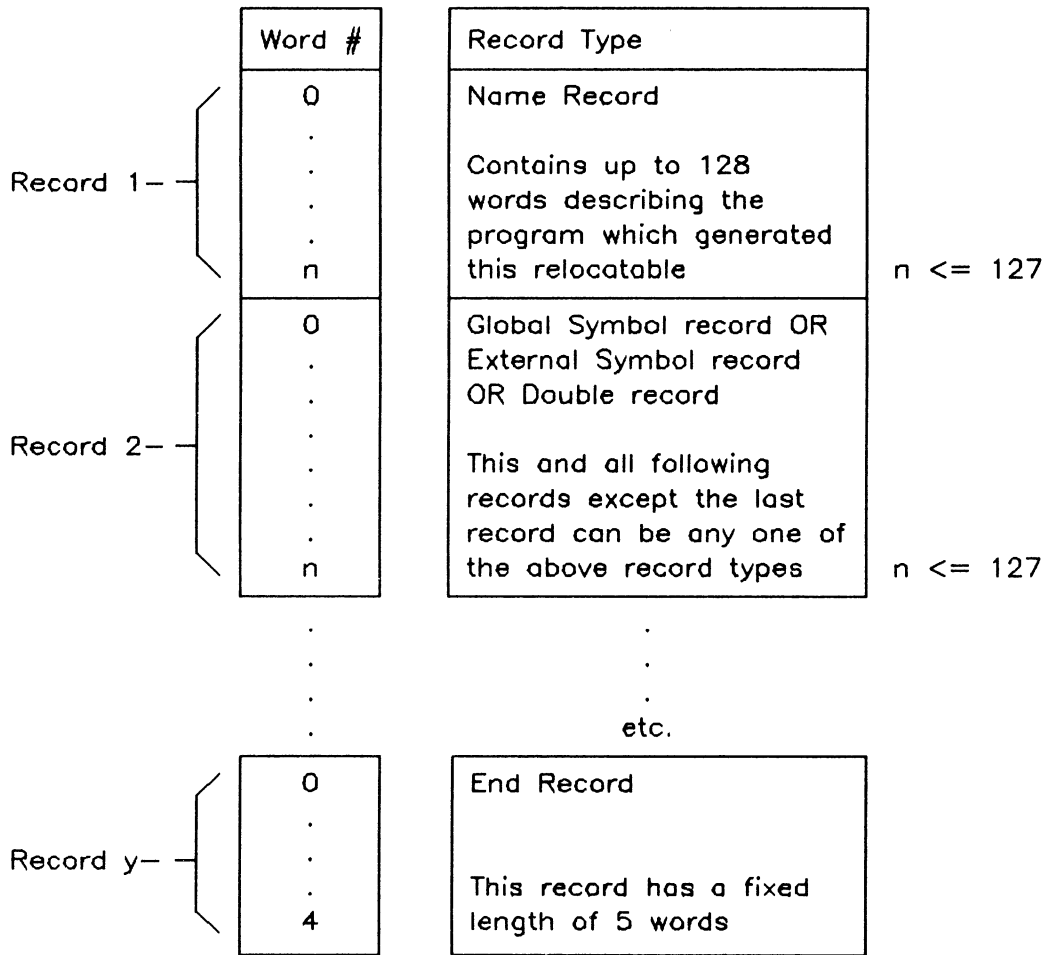 Word # Record Type
0 Name Record
.
. Contains up to 128
Record 1- - . words describing the
. program which generated
n this relocatable n <= 127
0 Global Symbol record OR
. External Symbol record
. OR Double record
.
Record 2- - . This and all following
. records except the last
. record can be any one of
n the above record types n <= 127
. .
. .
. .
. etc.
0 End Record
.
Record y- - .
. This record has a fixed
4 length of 5 words